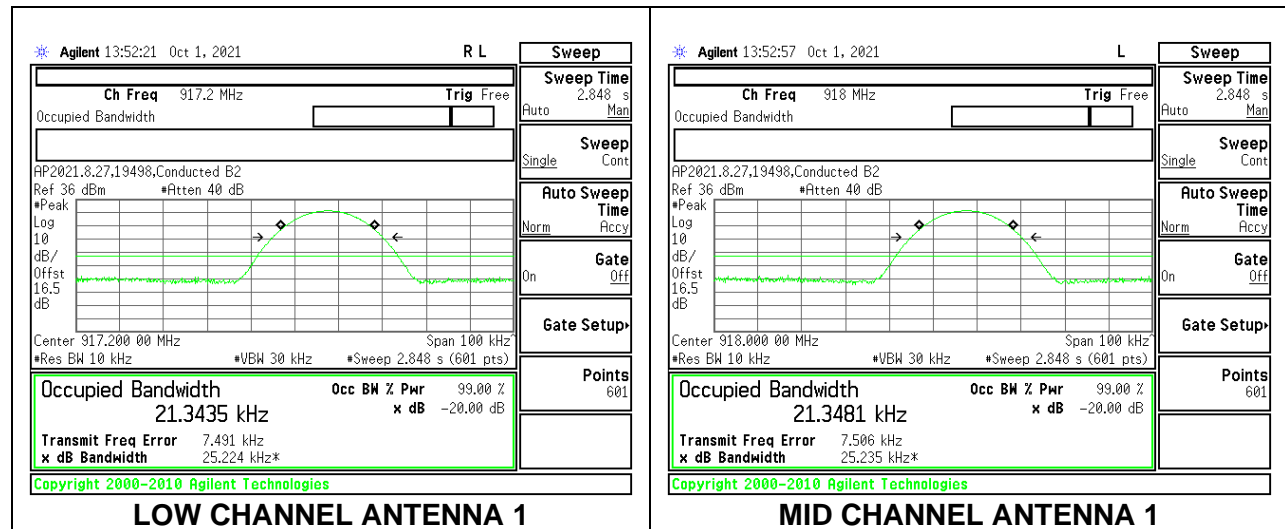 Agilent 13:52:21 Oct 1, 2021 R L
Sweep
Ch Freq 917.2 MHz Trig Free
Occupied Bandwidth
AP2021.8.27,19498,Conducted B2
Ref 36 dBm #Atten 40 dB
#Peak
Log
10
dB/
Offst
16.5
dB
Center 917.200 00 MHz Span 100 kHz^
#Res BW 10 kHz #VBW 30 kHz #Sweep 2.848 s (601 pts)
Occupied Bandwidth Occ BW % Pwr 99.00 %
21.3435 kHz x dB -20.00 dB
Transmit Freq Error 7.491 kHz
x dB Bandwidth 25.224 kHz*
Copyright 2000-2010 Agilent Technologies
Sweep Time
2.848 s
Auto Man
Sweep
Single Cont
Auto Sweep
Time
Norm Accy
Gate
On Off
Gate Setup
Points
601
LOW CHANNEL ANTENNA 1
Agilent 13:52:57 Oct 1, 2021 L
Sweep
Ch Freq 918 MHz Trig Free
Occupied Bandwidth
AP2021.8.27,19498,Conducted B2
Ref 36 dBm #Atten 40 dB
#Peak
Log
10
dB/
Offst
16.5
dB
Center 918.000 00 MHz Span 100 kHz^
#Res BW 10 kHz #VBW 30 kHz #Sweep 2.848 s (601 pts)
Occupied Bandwidth Occ BW % Pwr 99.00 %
21.3481 kHz x dB -20.00 dB
Transmit Freq Error 7.506 kHz
x dB Bandwidth 25.235 kHz*
Copyright 2000-2010 Agilent Technologies
Sweep Time
2.848 s
Auto Man
Sweep
Single Cont
Auto Sweep
Time
Norm Accy
Gate
On Off
Gate Setup
Points
601
MID CHANNEL ANTENNA 1